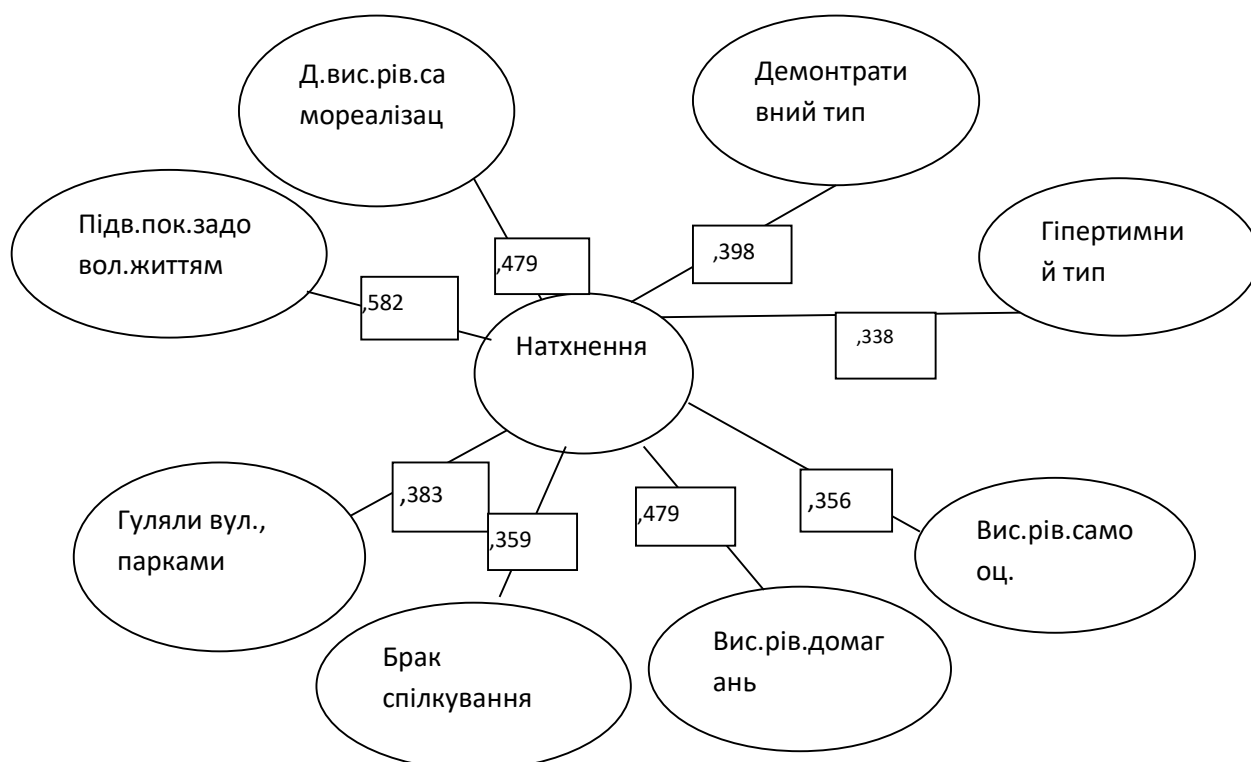 Д.вис.рів.са
мореалізац
Демонтрати
вний тип
Підв.пок.задо
вол.життям
Гіпертимни
й тип
,479
,398
,582
,338
Натхнення
,383
,359
,479
,356
Гуляли вул.,
парками
Вис.рів.само
оц.
Брак
спілкування
Вис.рів.домаг
ань